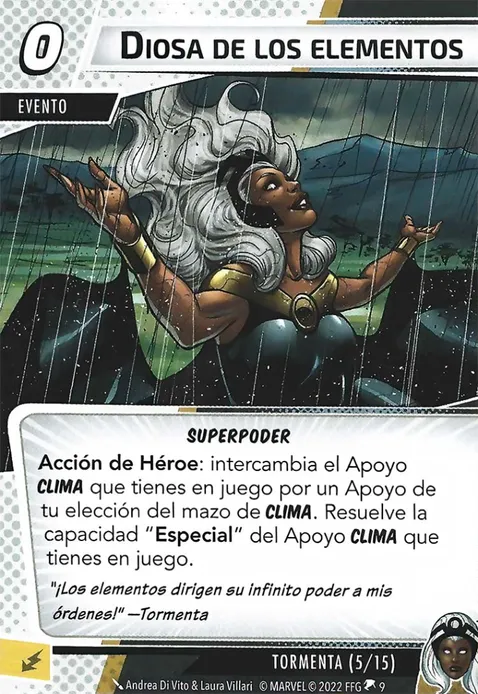 0
DIOSA DE LOS ELEMENTOS
EVENTO
SUPERPODER
Acción de Héroe: intercambia el Apoyo
CLIMA que tienes en juego por un Apoyo de
tu elección del mazo de CLIMA. Resuelve la
capacidad “Especial” del Apoyo CLIMA que
tienes en juego.
"¡Los elementos dirigen su infinito poder a mis
órdenes!" —Tormenta
TORMENTA (5/15)
Andrea Di Vito & Laura Villari © MARVEL © 2022 FFG 9